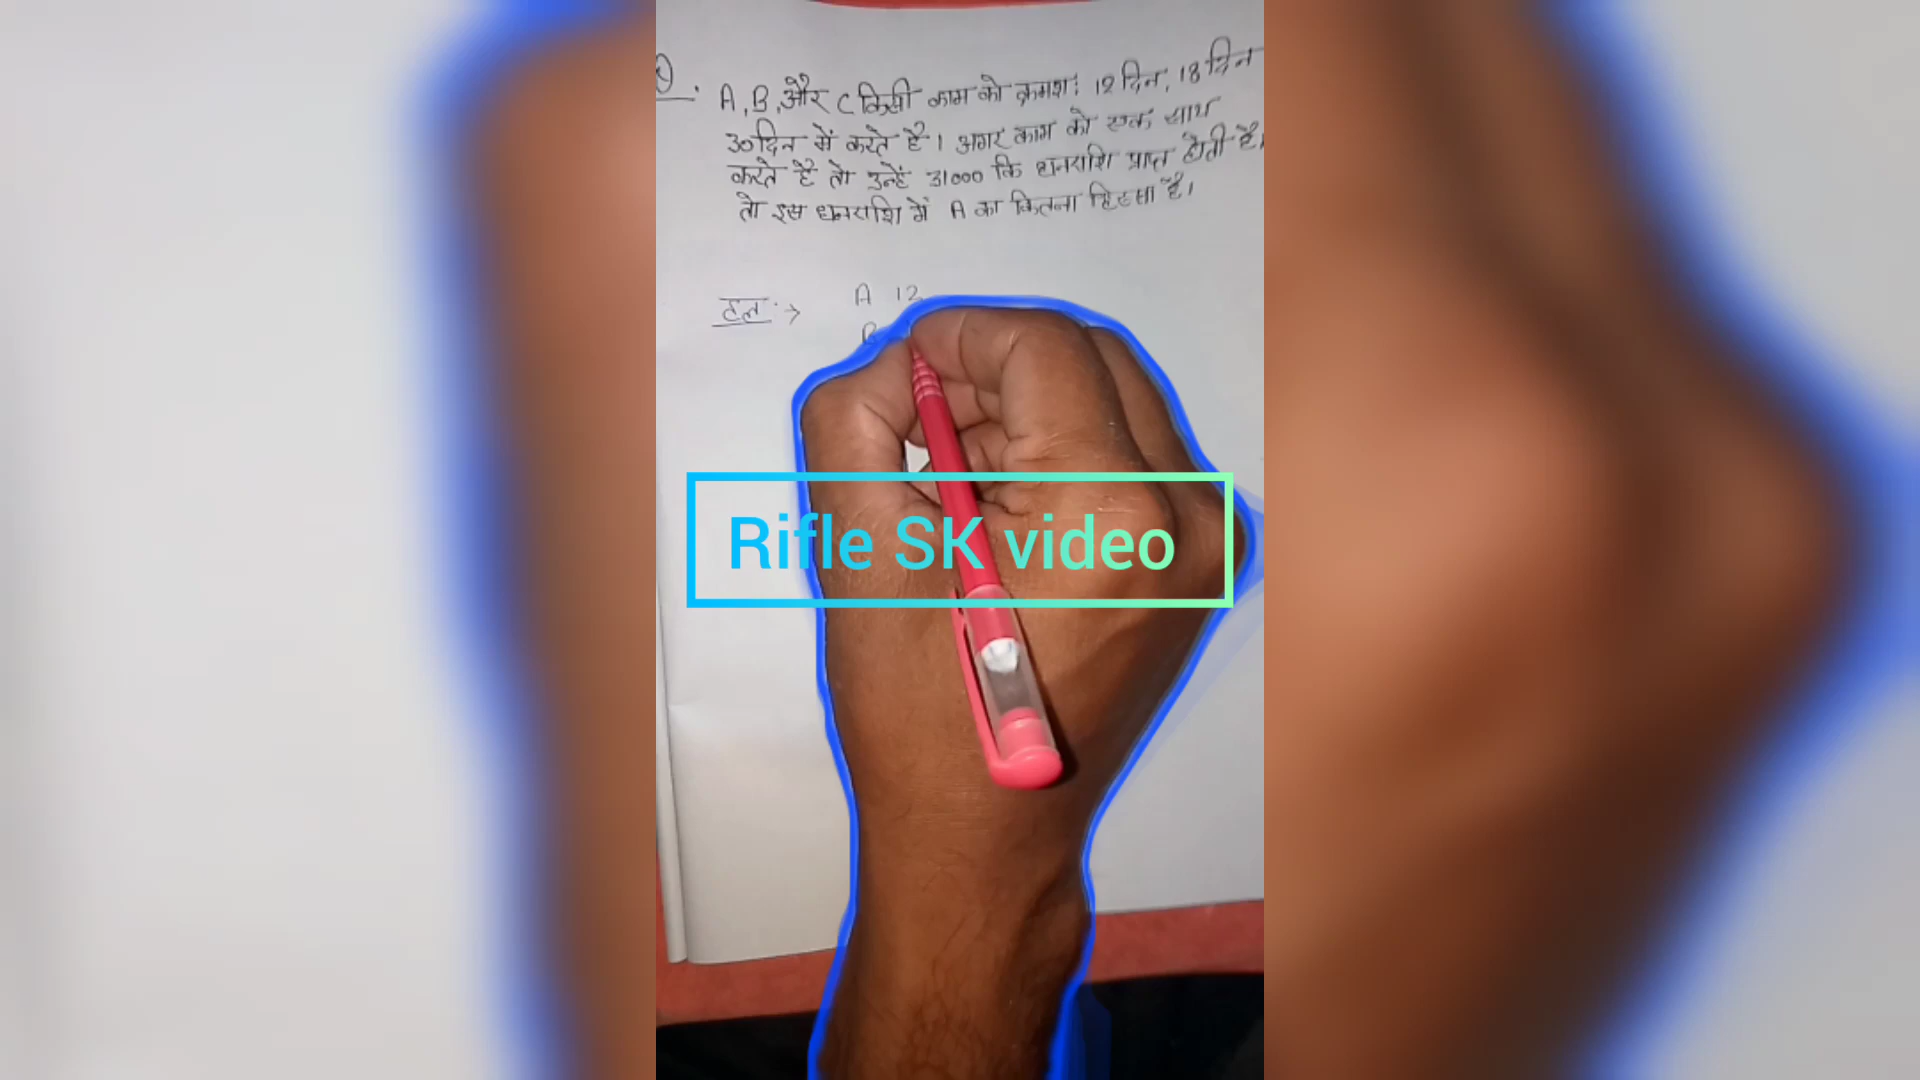 A, B, और C किसी काम को क्रमश: 12 दिन, 18 दिन
30 दिन में करते है। अगर काम को एक साथ
करते है तो उन्हें 31000 कि धनराशि प्राप्त होती है।
तो इस धनराशि में A का कितना हिस्सा है।
हल :→ A 12
B
Rifle SK video